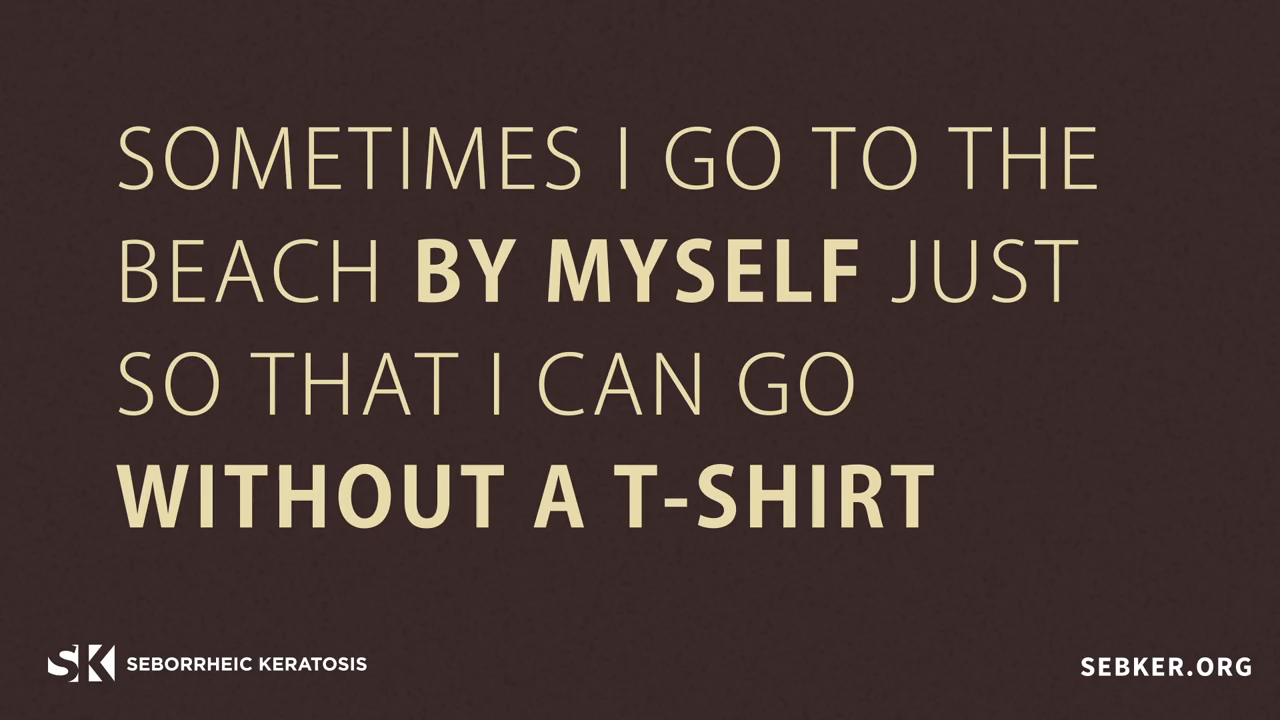 SOMETIMES I GO TO THE
BEACH BY MYSELF JUST
SO THAT I CAN GO
WITHOUT A T-SHIRT
SK SEBORRHEIC KERATOSIS
SEBKER.ORG